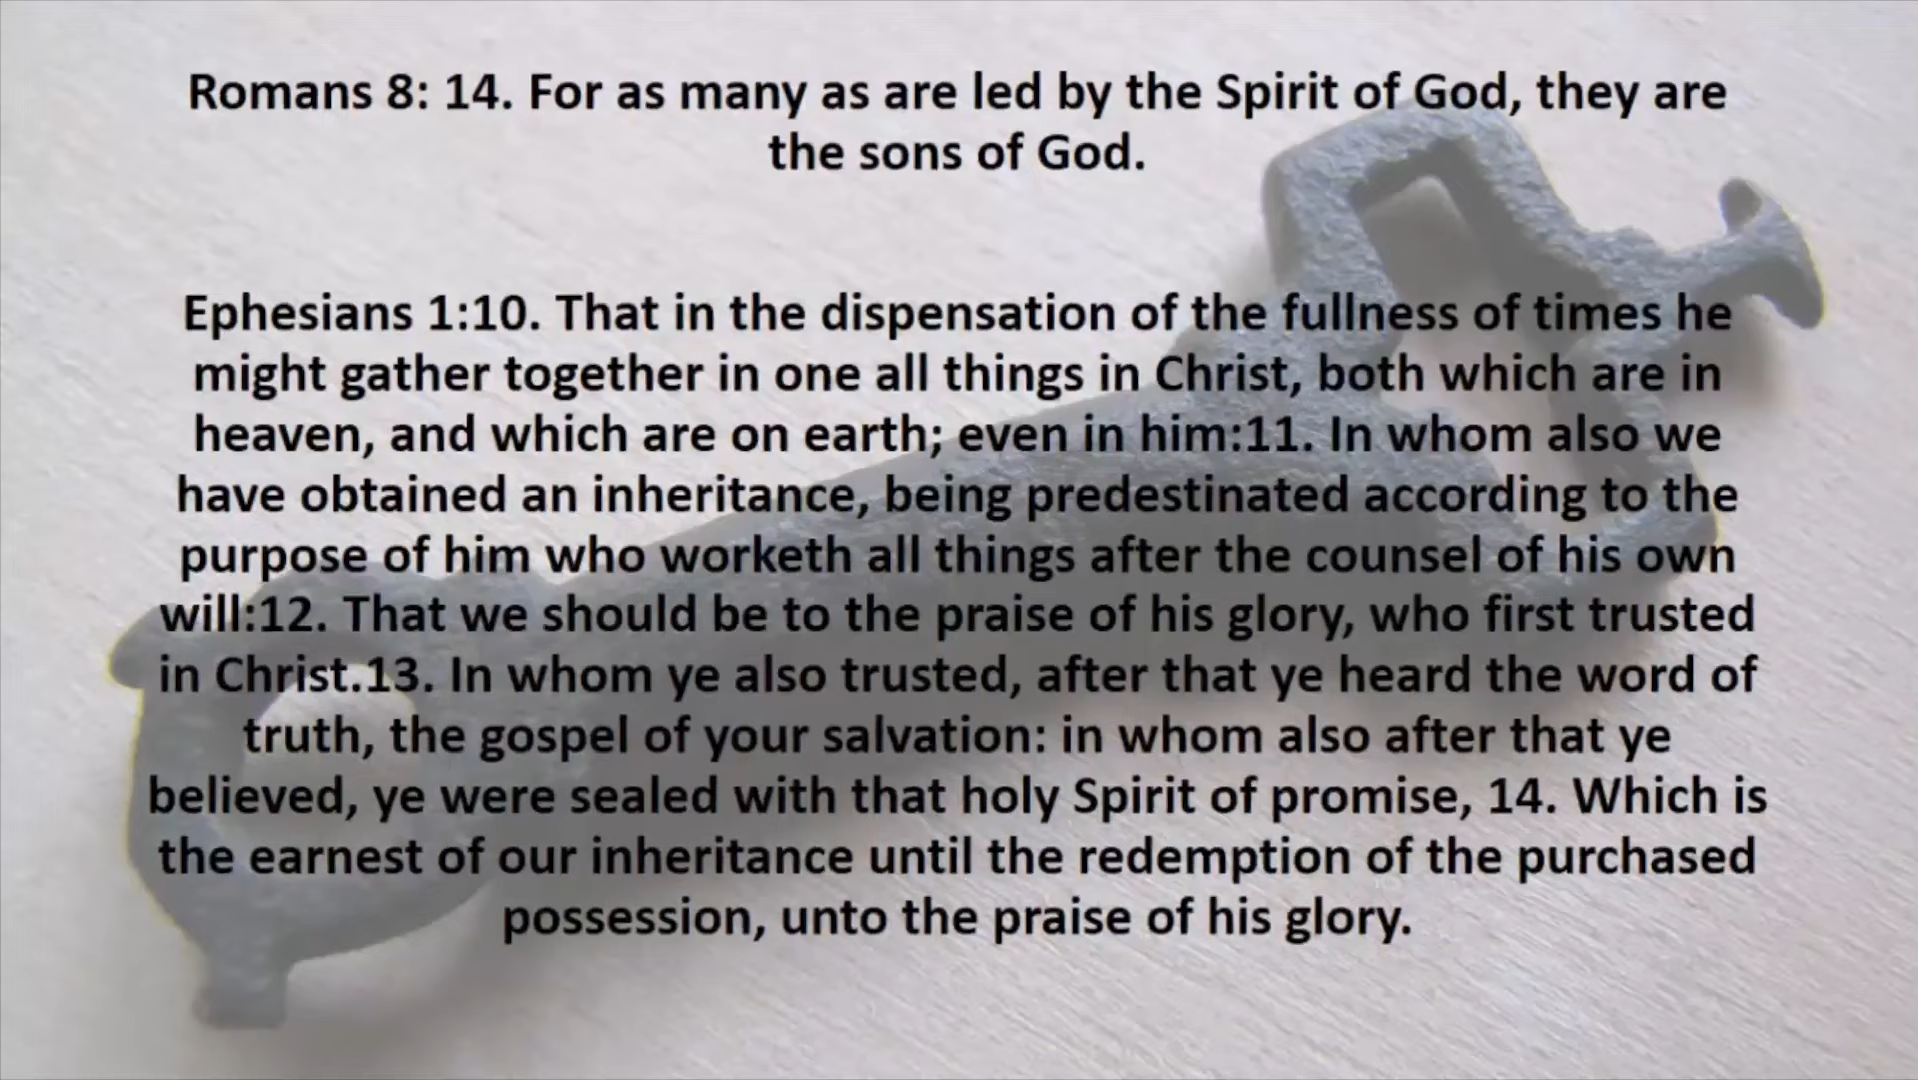 Romans 8: 14. For as many as are led by the Spirit of God, they are
the sons of God.
Ephesians 1:10. That in the dispensation of the fullness of times he
might gather together in one all things in Christ, both which are in
heaven, and which are on earth; even in him:11. In whom also we
have obtained an inheritance, being predestinated according to the
purpose of him who worketh all things after the counsel of his own
will:12. That we should be to the praise of his glory, who first trusted
in Christ.13. In whom ye also trusted, after that ye heard the word of
truth, the gospel of your salvation: in whom also after that ye
believed, ye were sealed with that holy Spirit of promise, 14. Which is
the earnest of our inheritance until the redemption of the purchased
possession, unto the praise of his glory.